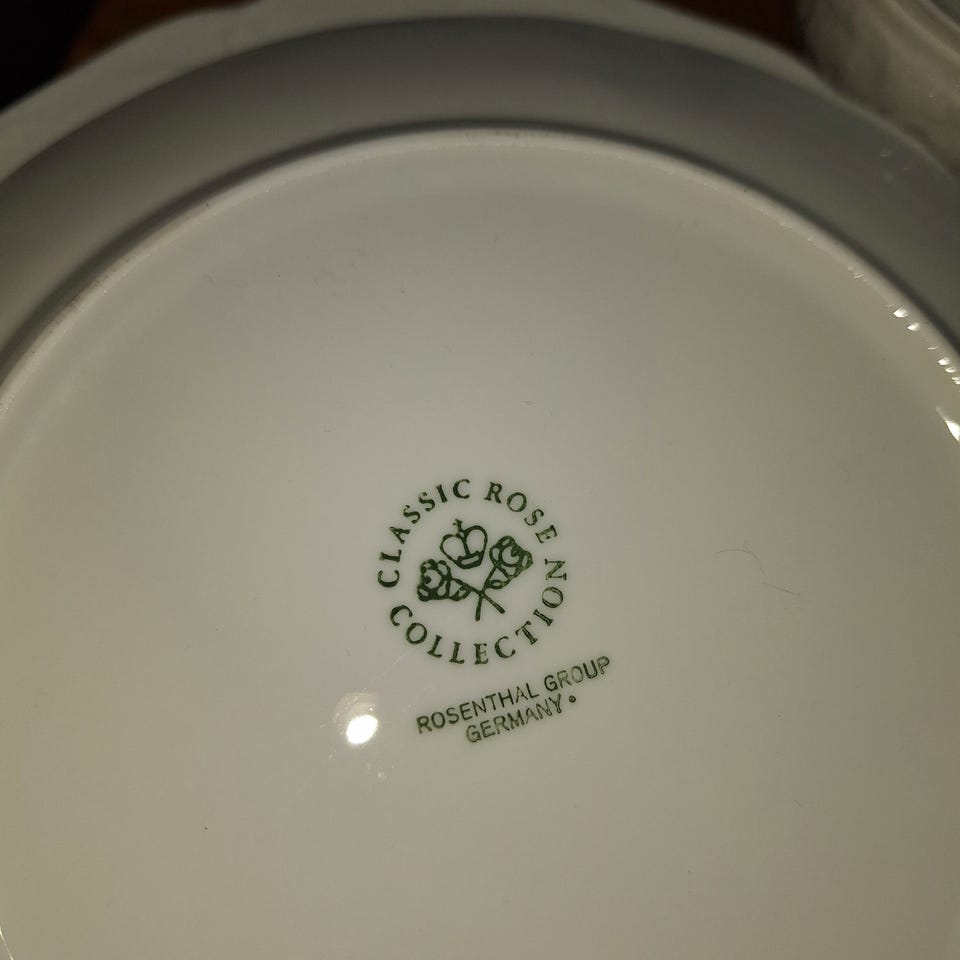 CLASSIC ROSE
COLLECTION
ROSENTHAL GROUP
GERMANY